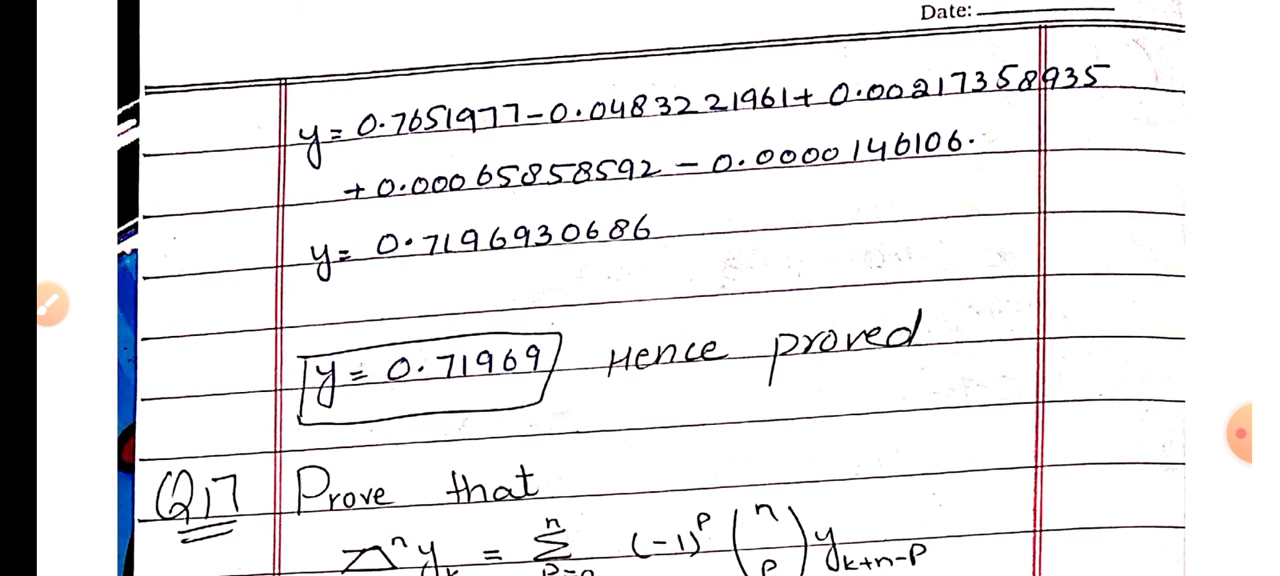 Date:
y = 0.7651977 - 0.0483221961 + 0.00217358935
+ 0.00065858592 - 0.0000146106.
y = 0.7196930686
y = 0.71969 Hence proved
Q17 Prove that
Δⁿyₖ = Σ n p=0 (-1)ᵖ (n p) yₖ₊ₙ₋ₚ